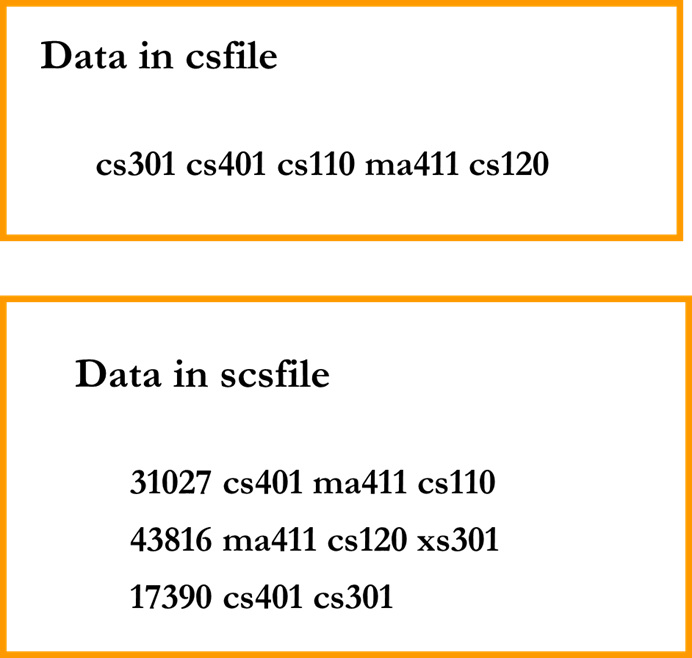 Data in csfile
cs301 cs401 cs110 ma411 cs120
Data in scsfile
31027 cs401 ma411 cs110
43816 ma411 cs120 xs301
17390 cs401 cs301